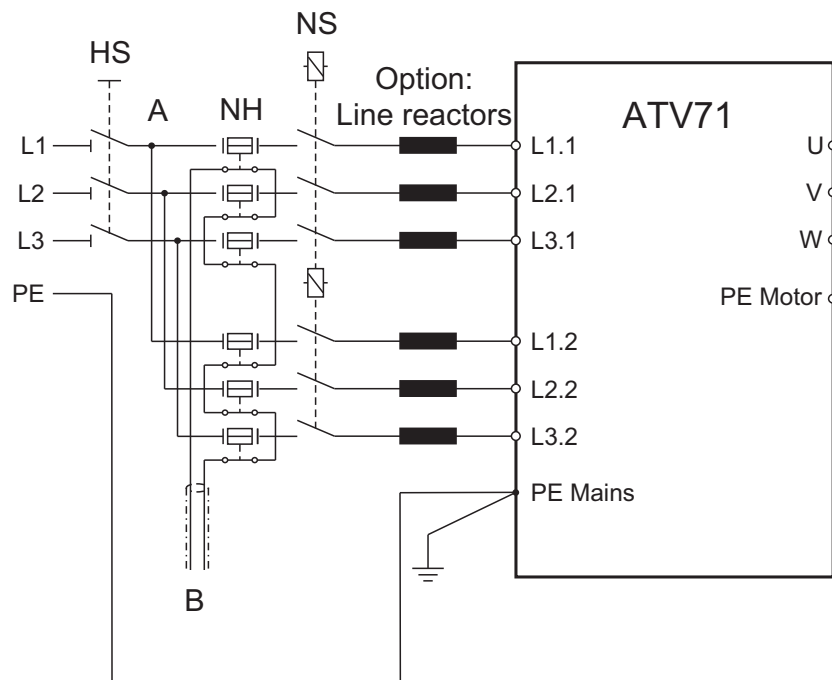 NS
HS
Option:
Line reactors
A
NH
ATV71
L1
L1.1
U
L2
L2.1
V
L3
L3.1
W
PE
PE Motor
L1.2
L2.2
L3.2
PE Mains
B